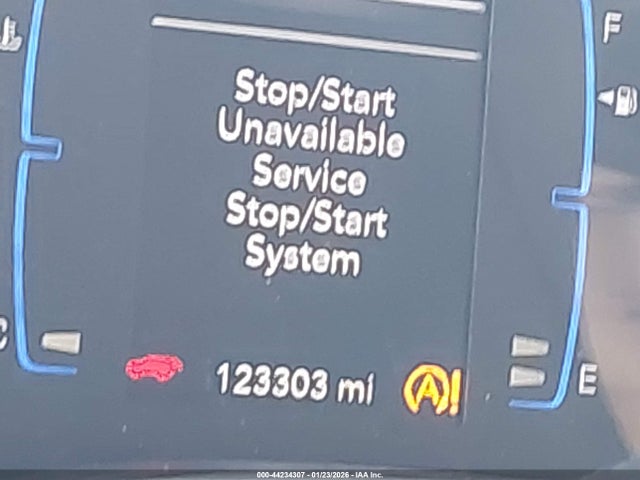 F
Stop/Start
Unavailable
Service
Stop/Start
System
C
123303 mi
A!
E
000-44234307 - 01/23/2026 - IAA Inc.